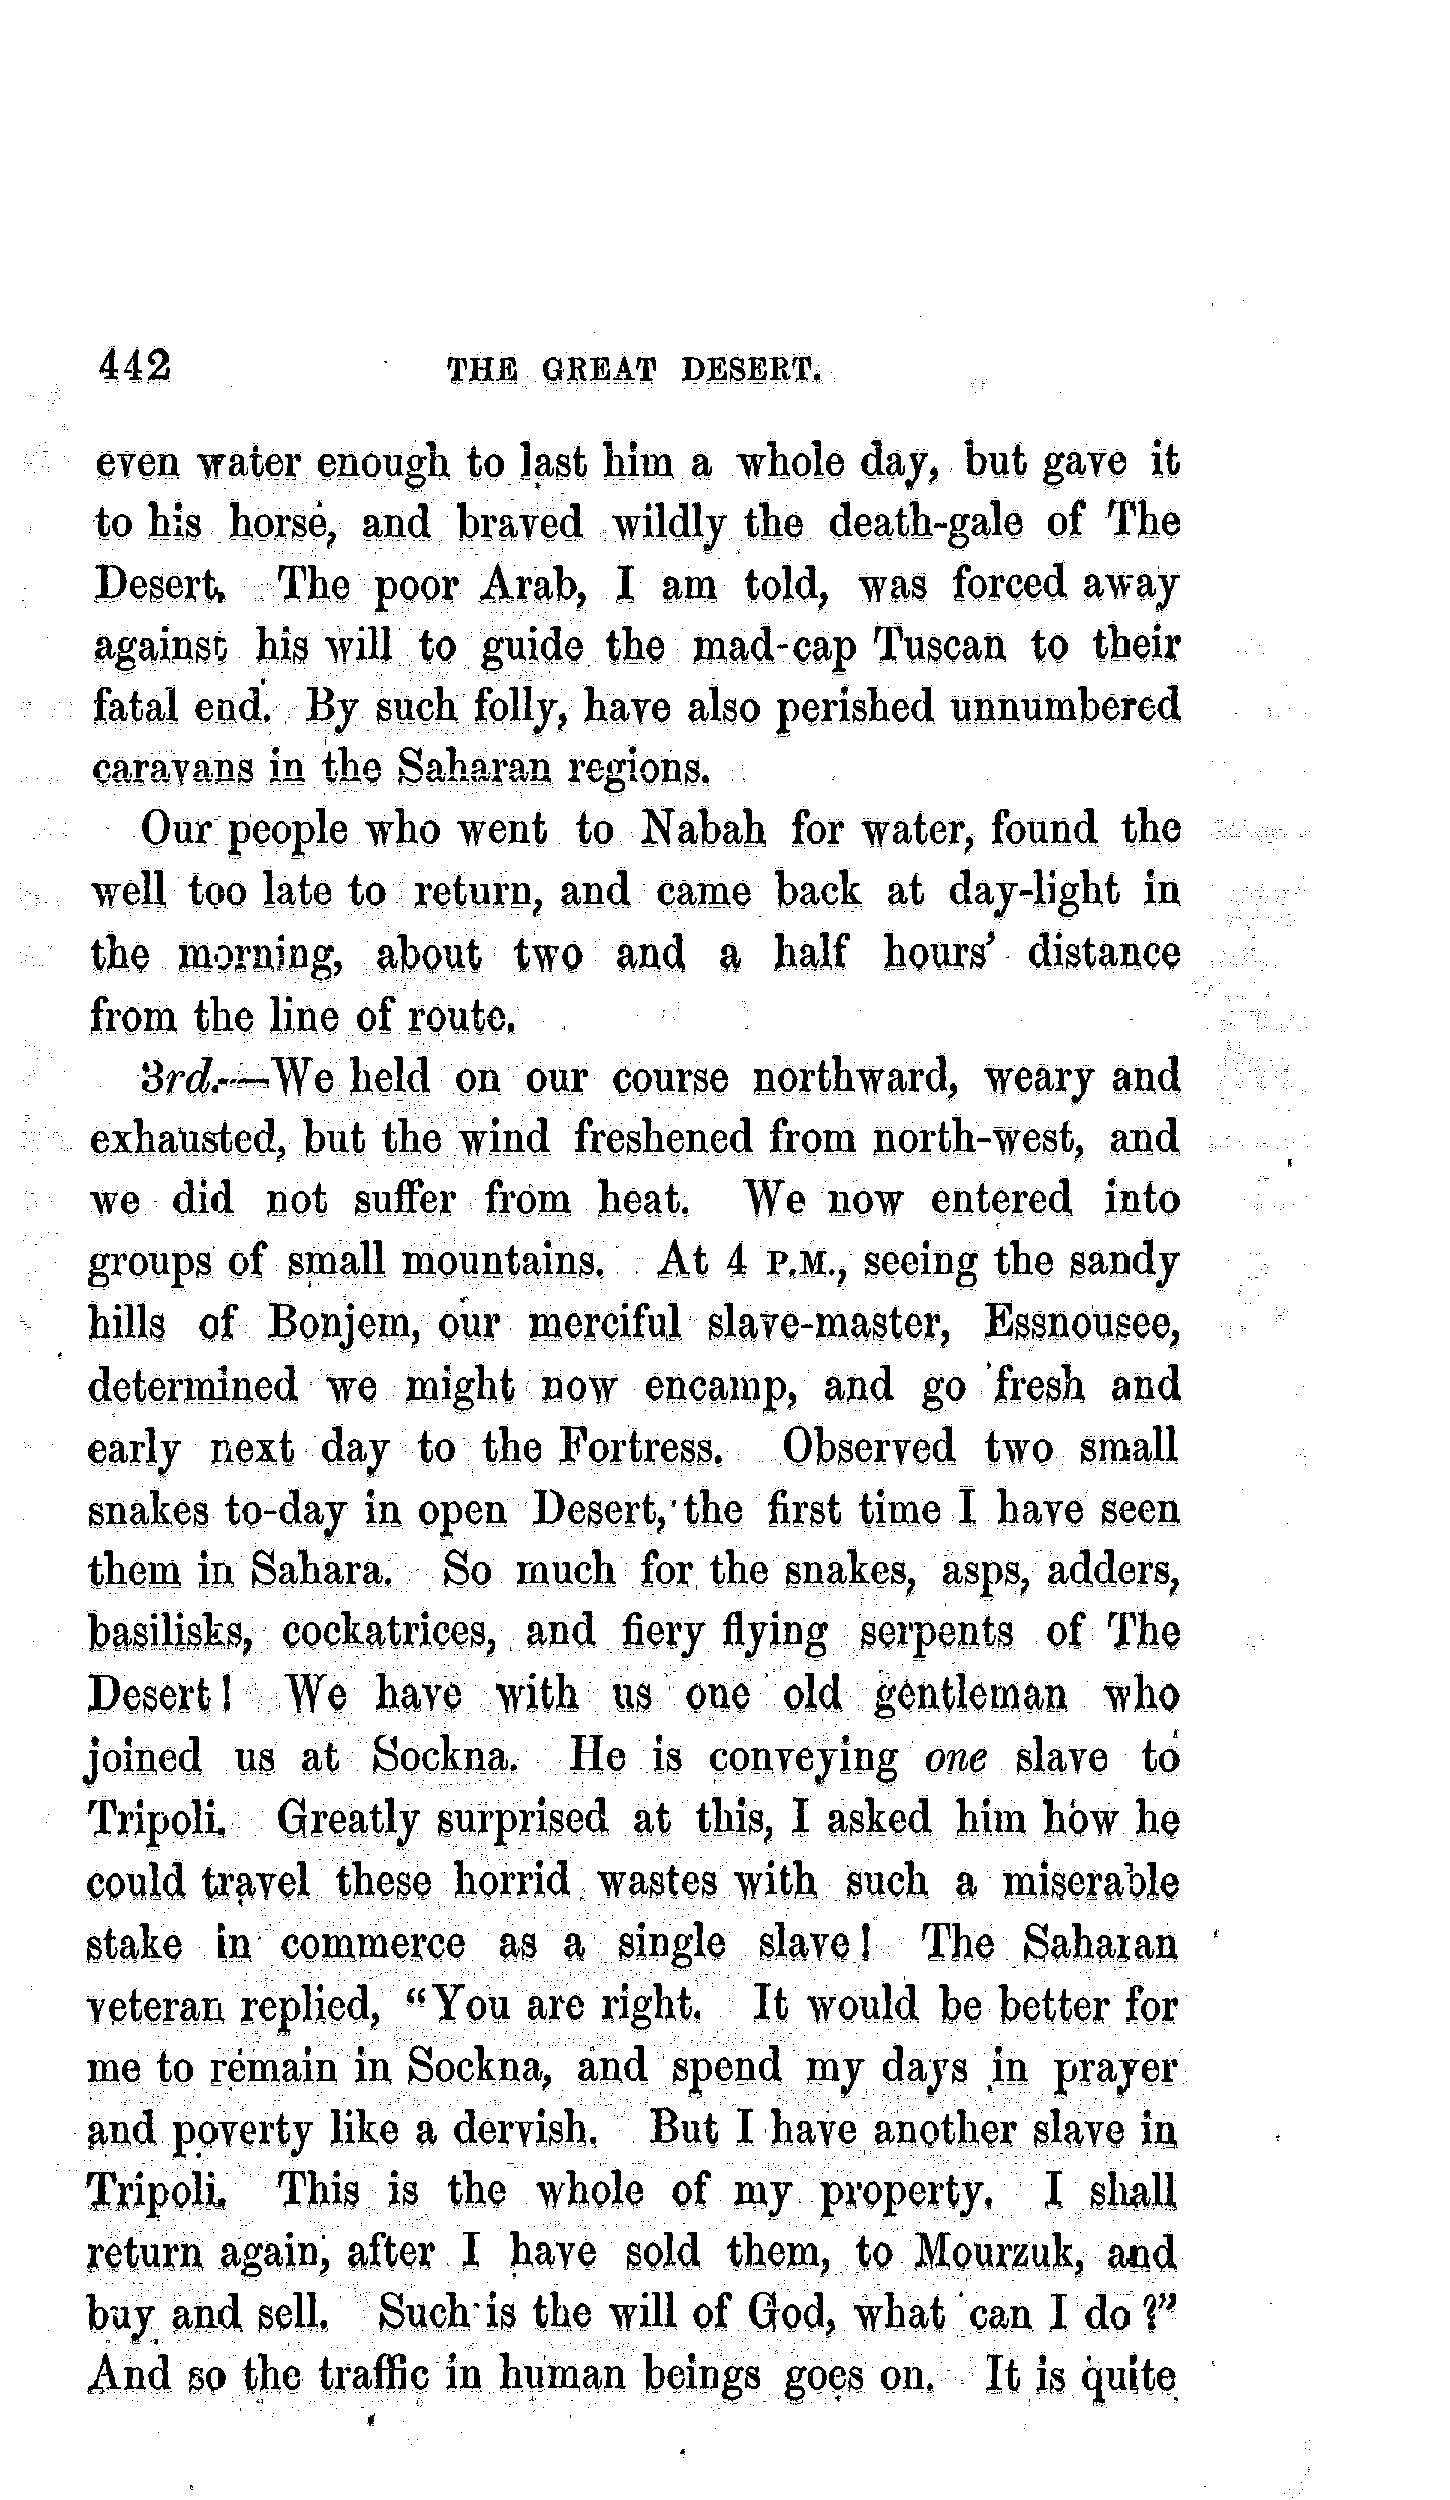 442 THE GREAT DESERT.
even water enough to last him a whole day, but gave it
to his horse, and braved wildly the death-gale of The
Desert. The poor Arab, I am told, was forced away
against his will to guide the mad-cap Tuscan to their
fatal end. By such folly, have also perished unnumbered
caravans in the Saharan regions.
Our people who went to Nabah for water, found the
well too late to return, and came back at day-light in
the morning, about two and a half hours' distance
from the line of route.
3rd.—We held on our course northward, weary and
exhausted, but the wind freshened from north-west, and
we did not suffer from heat. We now entered into
groups of small mountains. At 4 P.M., seeing the sandy
hills of Bonjem, our merciful slave-master, Essnousee,
determined we might now encamp, and go fresh and
early next day to the Fortress. Observed two small
snakes to-day in open Desert, the first time I have seen
them in Sahara. So much for the snakes, asps, adders,
basilisks, cockatrices, and fiery flying serpents of The
Desert! We have with us one old gentleman who
joined us at Sockna. He is conveying one slave to
Tripoli. Greatly surprised at this, I asked him how he
could travel these horrid wastes with such a miserable
stake in commerce as a single slave! The Saharan
veteran replied, "You are right. It would be better for
me to remain in Sockna, and spend my days in prayer
and poverty like a dervish. But I have another slave in
Tripoli. This is the whole of my property. I shall
return again, after I have sold them, to Mourzuk, and
buy and sell. Such is the will of God, what can I do?"
And so the traffic in human beings goes on. It is quite